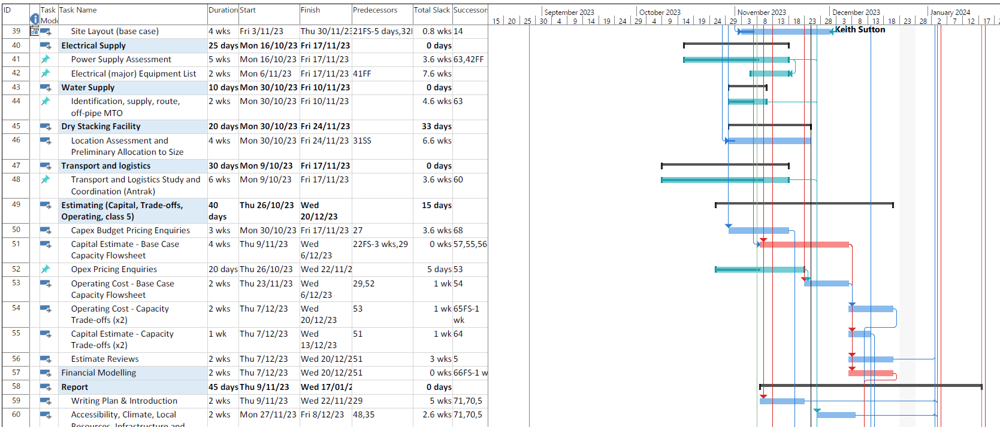 ID Task Mode Task Name Duration Start Finish Predecessors Total Slack Successors
September 2023 October 2023 November 2023 December 2023 January 2024
15 20 25 30 4 9 14 19 24 29 4 9 14 19 24 29 3 8 13 18 23 28 3 8 13 18 23 28 2 7 12 17
39 Site Layout (base case) 4 wks Fri 3/11/23 Thu 30/11/23 21FS-5 days,32 0.8 wks 14
Keith Sutton
40 Electrical Supply 25 days Mon 16/10/23 Fri 17/11/23 0 days
41 Power Supply Assessment 5 wks Mon 16/10/23 Fri 17/11/23 3.6 wks 63,42FF
42 Electrical (major) Equipment List 2 wks Mon 6/11/23 Fri 17/11/23 41FF 7.6 wks
43 Water Supply 10 days Mon 30/10/23 Fri 10/11/23 0 days
44 Identification, supply, route, 2 wks Mon 30/10/23 Fri 10/11/23 4.6 wks 63
off-pipe MTO
45 Dry Stacking Facility 20 days Mon 30/10/23 Fri 24/11/23 33 days
46 Location Assessment and 4 wks Mon 30/10/23 Fri 24/11/23 31SS 6.6 wks
Preliminary Allocation to Size
47 Transport and logistics 30 days Mon 9/10/23 Fri 17/11/23 0 days
48 Transport and Logistics Study and 6 wks Mon 9/10/23 Fri 17/11/23 3.6 wks 60
Coordination (Antrak)
49 Estimating (Capital, Trade-offs, 40 Thu 26/10/23 Wed 15 days
Operating, class 5) days 20/12/23
50 Capex Budget Pricing Enquiries 3 wks Mon 30/10/23 Fri 17/11/23 27 3.6 wks 68
51 Capital Estimate - Base Case 4 wks Thu 9/11/23 Wed 22FS-3 wks,29 0 wks 57,55,56
Capacity Flowsheet 6/12/23
52 Opex Pricing Enquiries 20 days Thu 26/10/23 Wed 22/11/2 5 days 53
53 Operating Cost - Base Case 2 wks Thu 23/11/23 Wed 29,52 1 wk 54
Capacity Flowsheet 6/12/23
54 Operating Cost - Capacity 2 wks Thu 7/12/23 Wed 53 1 wk 65FS-1
Trade-offs (x2) 20/12/23 wk
55 Capital Estimate - Capacity 1 wk Thu 7/12/23 Wed 51 1 wk 64
Trade-offs (x2) 13/12/23
56 Estimate Reviews 2 wks Thu 7/12/23 Wed 20/12/2 51 3 wks 5
57 Financial Modelling 2 wks Thu 7/12/23 Wed 20/12/2 51 0 wks 66FS-1 w
58 Report 45 days Thu 9/11/23 Wed 17/01/2 0 days
59 Writing Plan & Introduction 2 wks Thu 9/11/23 Wed 22/11/2 29 5 wks 71,70,5
60 Accessibility, Climate, Local 2 wks Mon 27/11/23 Fri 8/12/23 48,35 2.6 wks 71,70,5
Resources, Infrastructure and